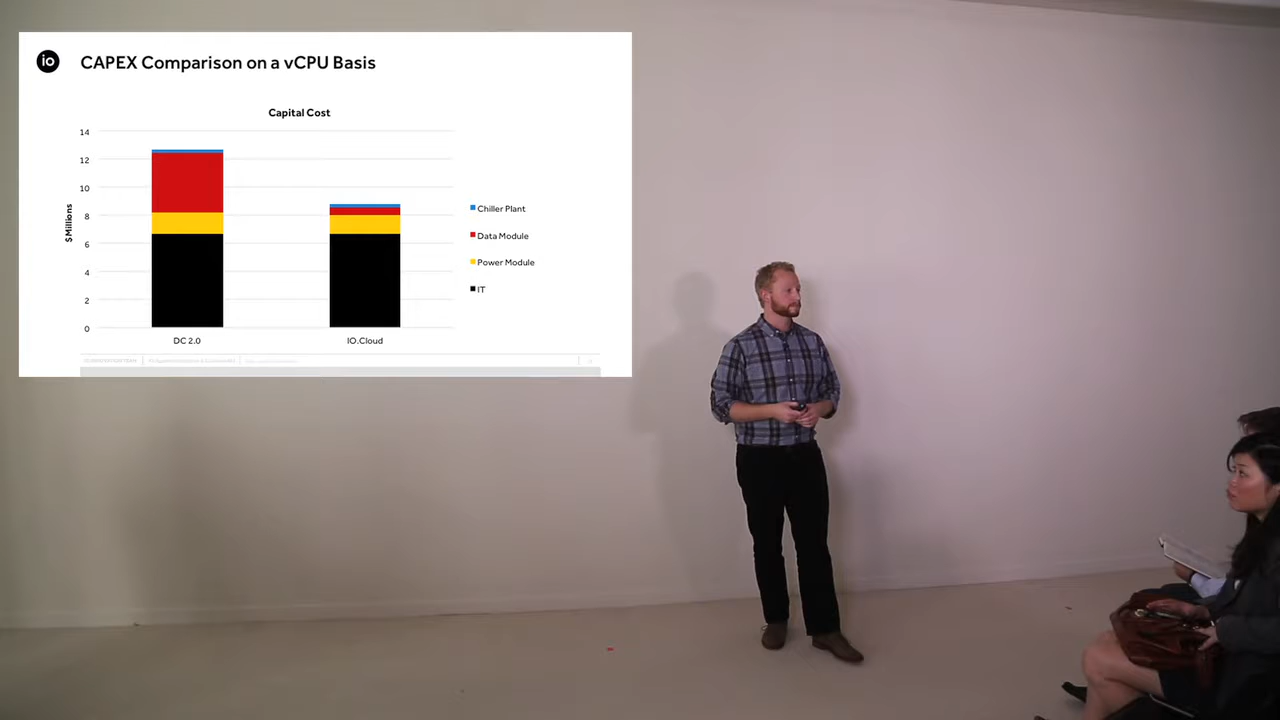 io
CAPEX Comparison on a vCPU Basis
Capital Cost
14
12
10
8
6
4
2
0
$ Millions
DC 2.0
IO.Cloud
Chiller Plant
Data Module
Power Module
IT